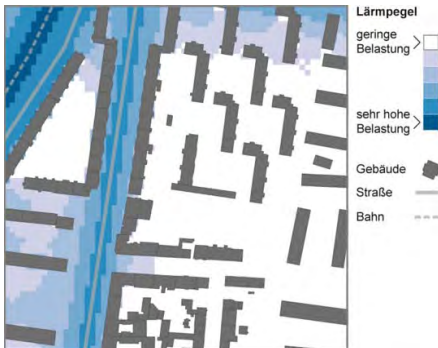 Lärmpegel
geringe
Belastung
sehr hohe
Belastung
Gebäude
Straße
Bahn